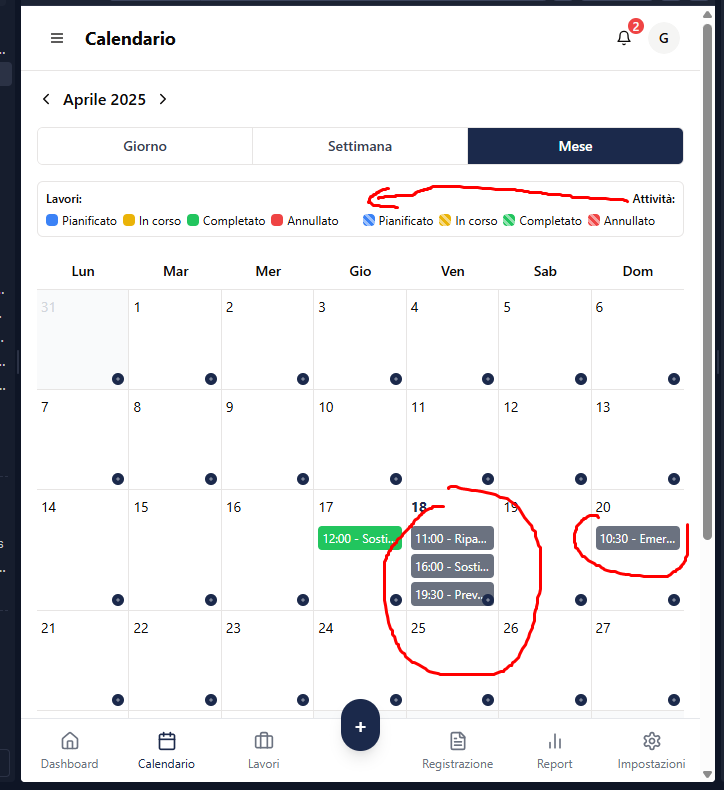 Calendario
2
G
Aprile 2025
Giorno Settimana Mese
Lavori: Attività:
Pianificato In corso Completato Annullato Pianificato In corso Completato Annullato
Lun Mar Mer Gio Ven Sab Dom
31 1 2 3 4 5 6
7 8 9 10 11 12 13
14 15 16 17 18 19 20
12:00 - Sosti... 11:00 - Ripa... 10:30 - Emer...
16:00 - Sosti...
19:30 - Prev...
21 22 23 24 25 26 27
+
Dashboard Calendario Lavori Registrazione Report Impostazioni